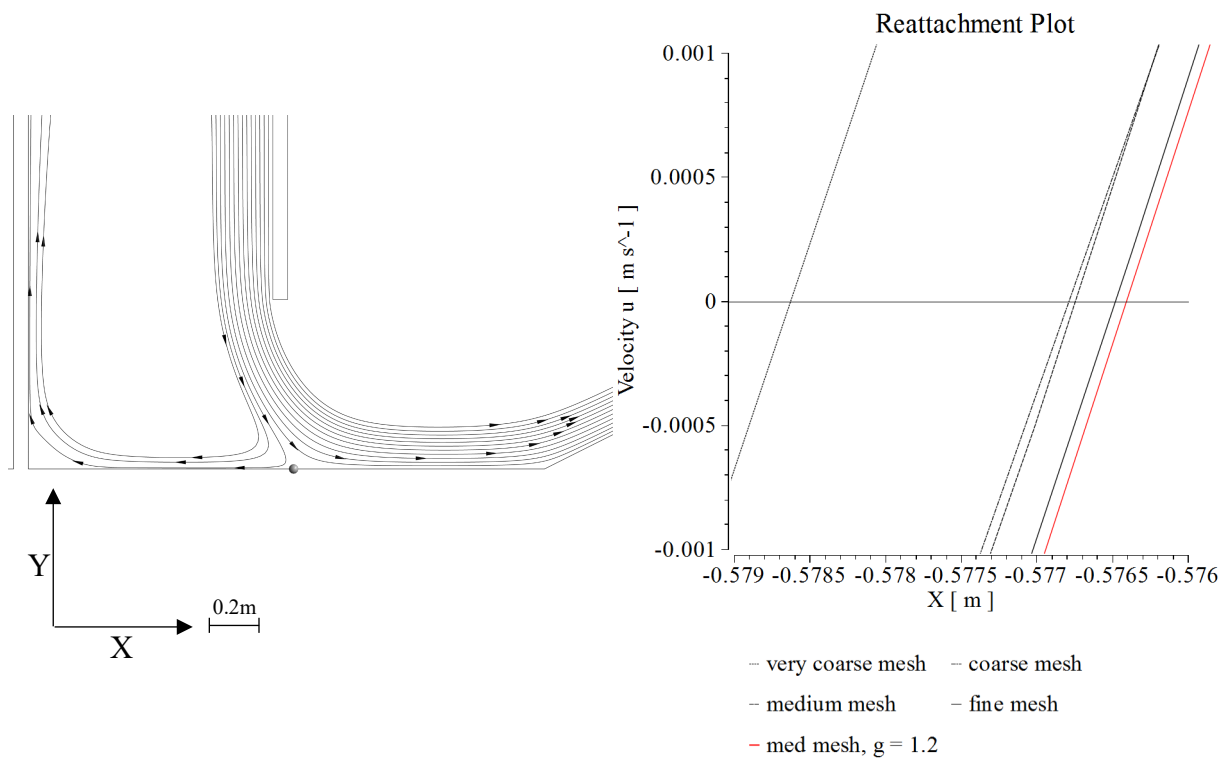 Y
X
0.2m
Reattachment Plot
Velocity u [ m s^-1 ]
0.001
0.0005
0
-0.0005
-0.001
-0.579 -0.5785 -0.578 -0.5775 -0.577 -0.5765 -0.576
X [ m ]
very coarse mesh coarse mesh
medium mesh fine mesh
med mesh, g = 1.2